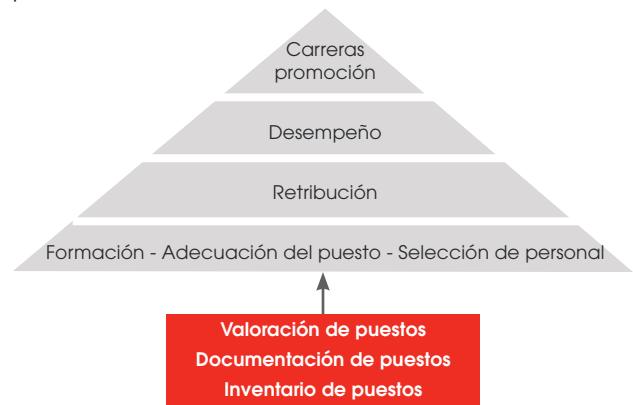 Carreras
promoción
Desempeño
Retribución
Formación - Adecuación del puesto - Selección de personal
Valoración de puestos
Documentación de puestos
Inventario de puestos